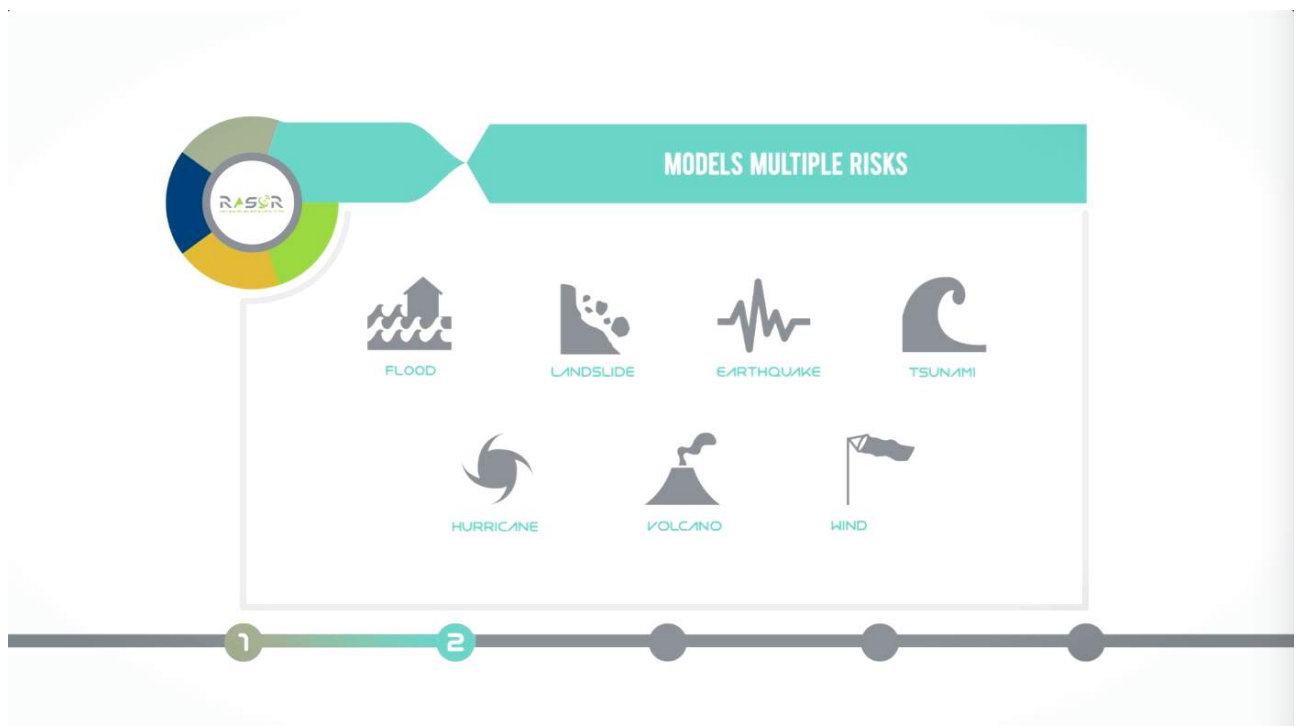 MODELS MULTIPLE RISKS
RASOR
FLOOD
LANDSLIDE
EARTHQUAKE
TSUNAMI
HURRICANE
VOLCANO
WIND
1
2